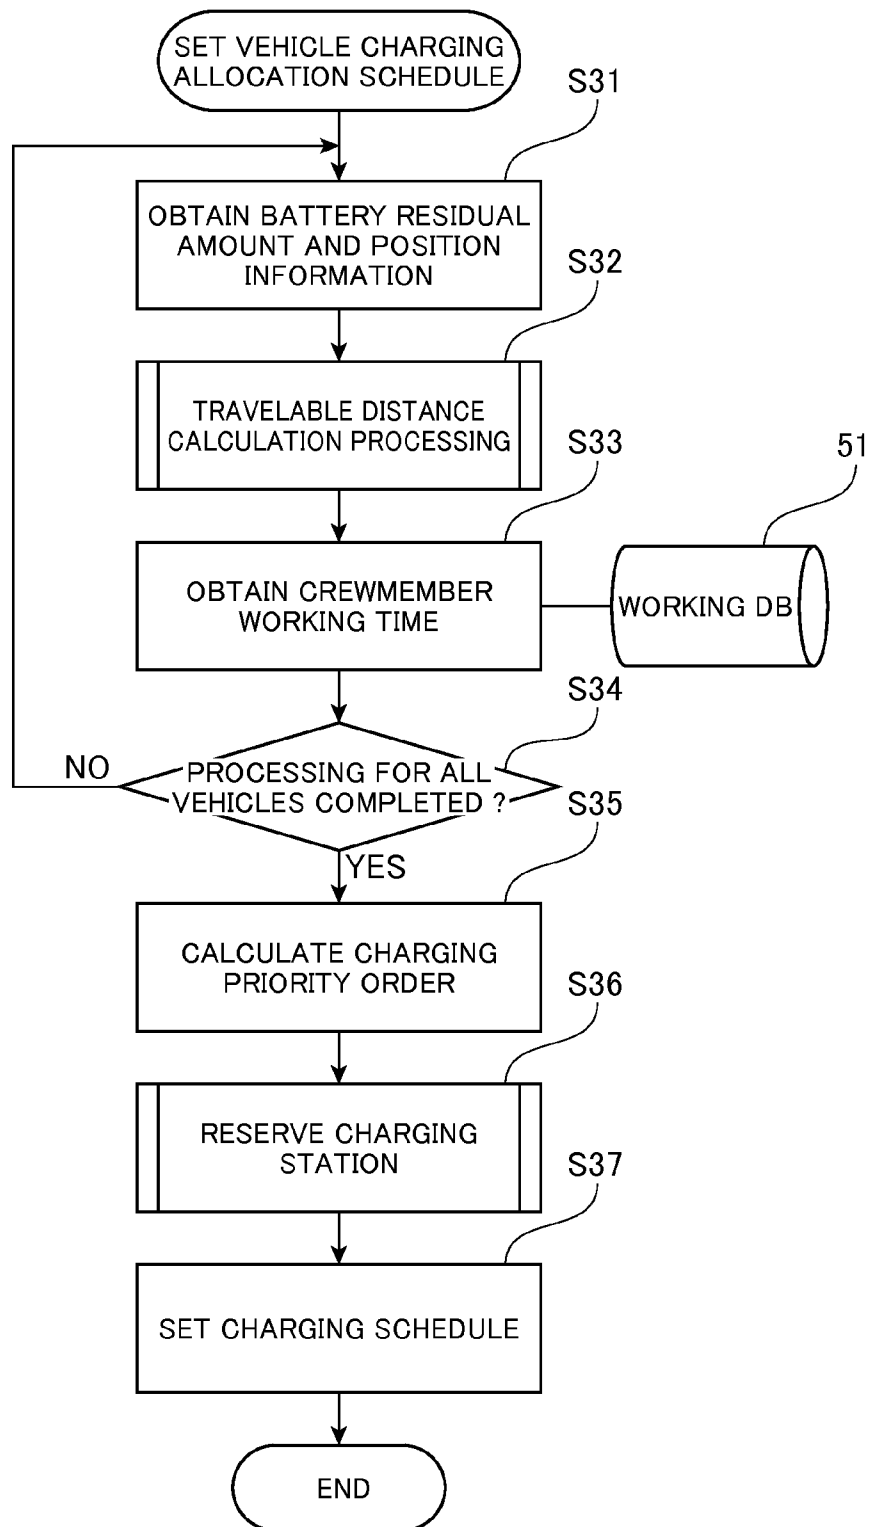 SET VEHICLE CHARGING
ALLOCATION SCHEDULE
S31
OBTAIN BATTERY RESIDUAL
AMOUNT AND POSITION
INFORMATION
S32
TRAVELABLE DISTANCE
CALCULATION PROCESSING
S33
51
OBTAIN CREWMEMBER
WORKING TIME
WORKING DB
S34
NO
PROCESSING FOR ALL
VEHICLES COMPLETED ?
S35
YES
CALCULATE CHARGING
PRIORITY ORDER
S36
RESERVE CHARGING
STATION
S37
SET CHARGING SCHEDULE
END